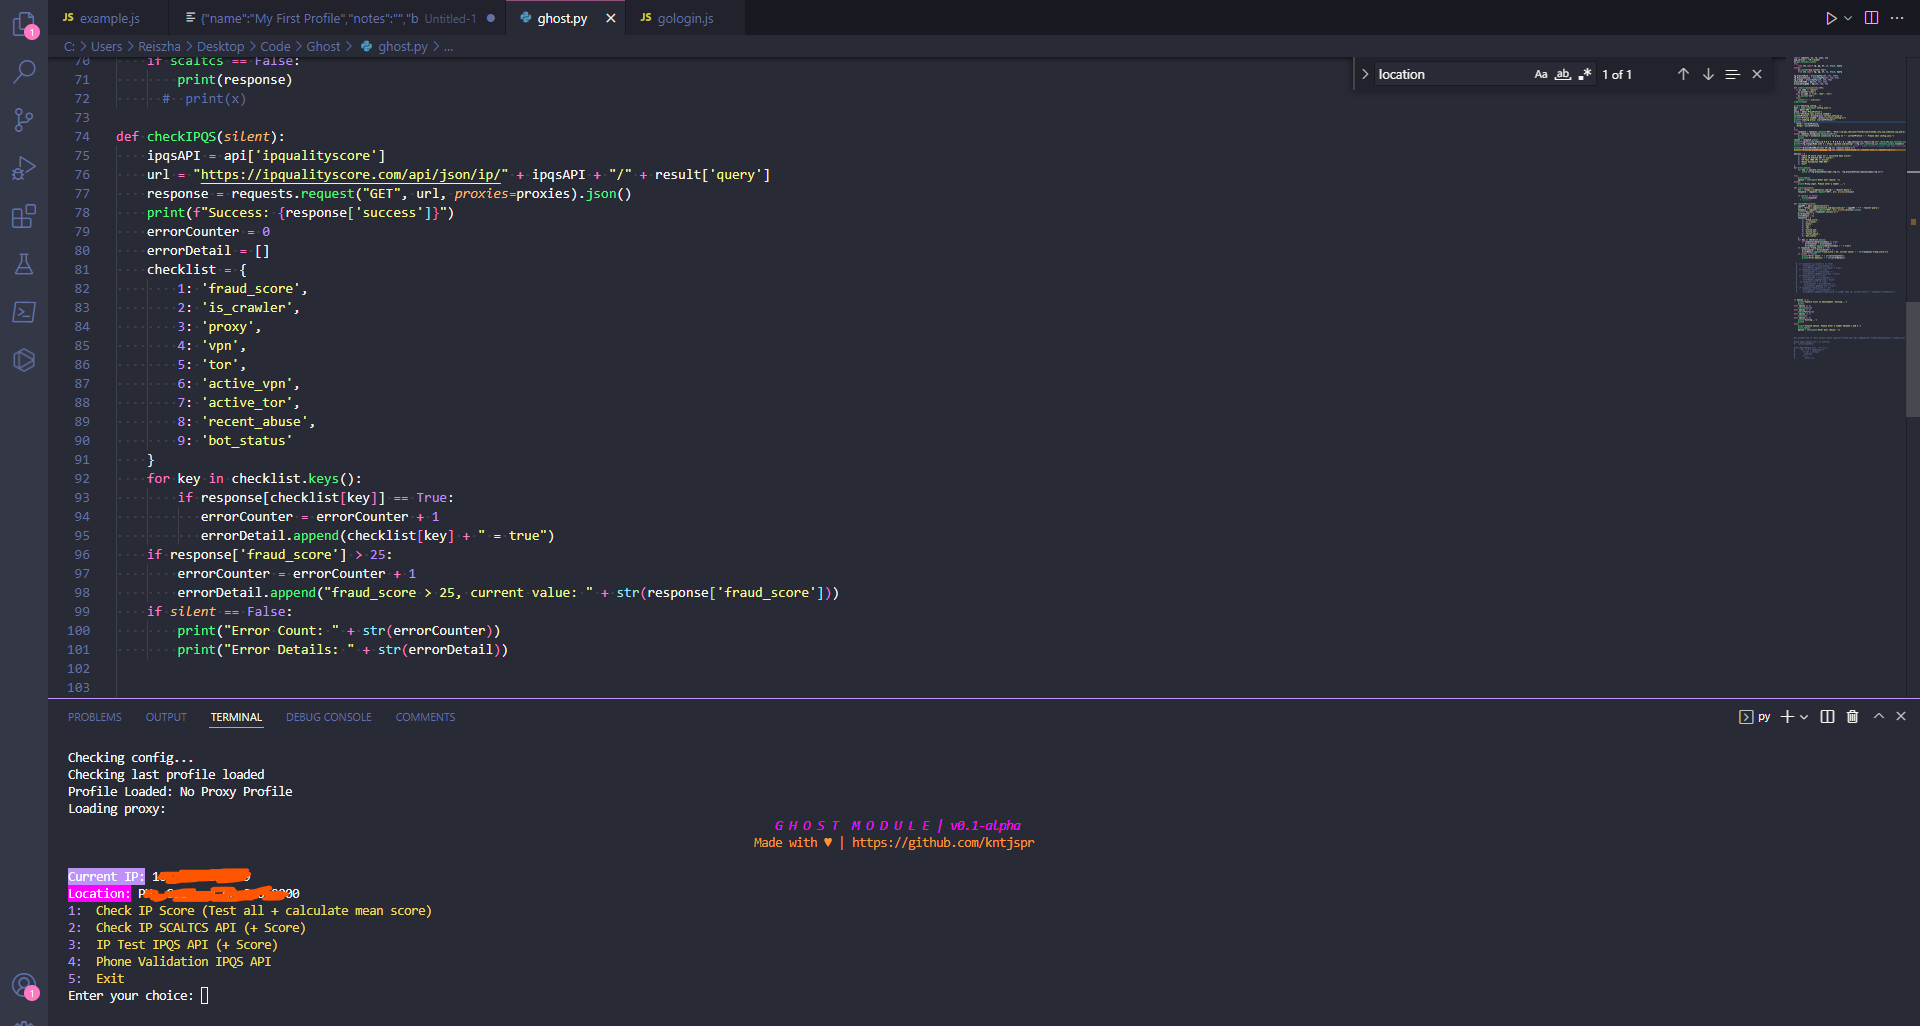 JS example.js
{"name":"My First Profile","notes":"","b Untitled-1
ghost.py
JS gologin.js
C: > Users > Reiszha > Desktop > Code > Ghost > ghost.py > ...
location Aa ab .* 1 of 1
70 if scaltcs == False:
71 print(response)
72 # print(x)
73
74 def checkIPQS(silent):
75 ipqsAPI = api['ipqualityscore']
76 url = "https://ipqualityscore.com/api/json/ip/" + ipqsAPI + "/" + result['query']
77 response = requests.request("GET", url, proxies=proxies).json()
78 print(f"Success: {response['success']}")
79 errorCounter = 0
80 errorDetail = []
81 checklist = {
82 1: 'fraud_score',
83 2: 'is_crawler',
84 3: 'proxy',
85 4: 'vpn',
86 5: 'tor',
87 6: 'active_vpn',
88 7: 'active_tor',
89 8: 'recent_abuse',
90 9: 'bot_status'
91 }
92 for key in checklist.keys():
93 if response[checklist[key]] == True:
94 errorCounter = errorCounter + 1
95 errorDetail.append(checklist[key] + " = true")
96 if response['fraud_score'] > 25:
97 errorCounter = errorCounter + 1
98 errorDetail.append("fraud_score > 25, current value: " + str(response['fraud_score']))
99 if silent == False:
100 print("Error Count: " + str(errorCounter))
101 print("Error Details: " + str(errorDetail))
102
103
PROBLEMS OUTPUT TERMINAL DEBUG CONSOLE COMMENTS
py
Checking config...
Checking last profile loaded
Profile Loaded: No Proxy Profile
Loading proxy:
G H O S T  M O D U L E | v0.1-alpha
Made with ♥ | https://github.com/kntjspr
Current IP:
Location:
1: Check IP Score (Test all + calculate mean score)
2: Check IP SCALTCS API (+ Score)
3: IP Test IPQS API (+ Score)
4: Phone Validation IPQS API
5: Exit
Enter your choice:
1
1